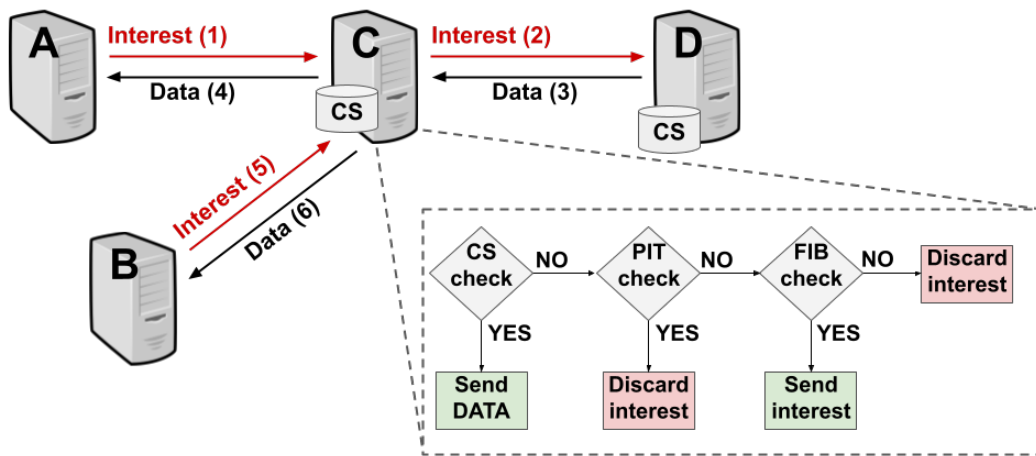 A
Interest (1)
Data (4)
C
CS
Interest (2)
Data (3)
D
CS
Interest (5)
Data (6)
B
CS
check
NO
PIT
check
NO
FIB
check
NO
Discard
interest
YES
YES
YES
Send
DATA
Discard
interest
Send
interest